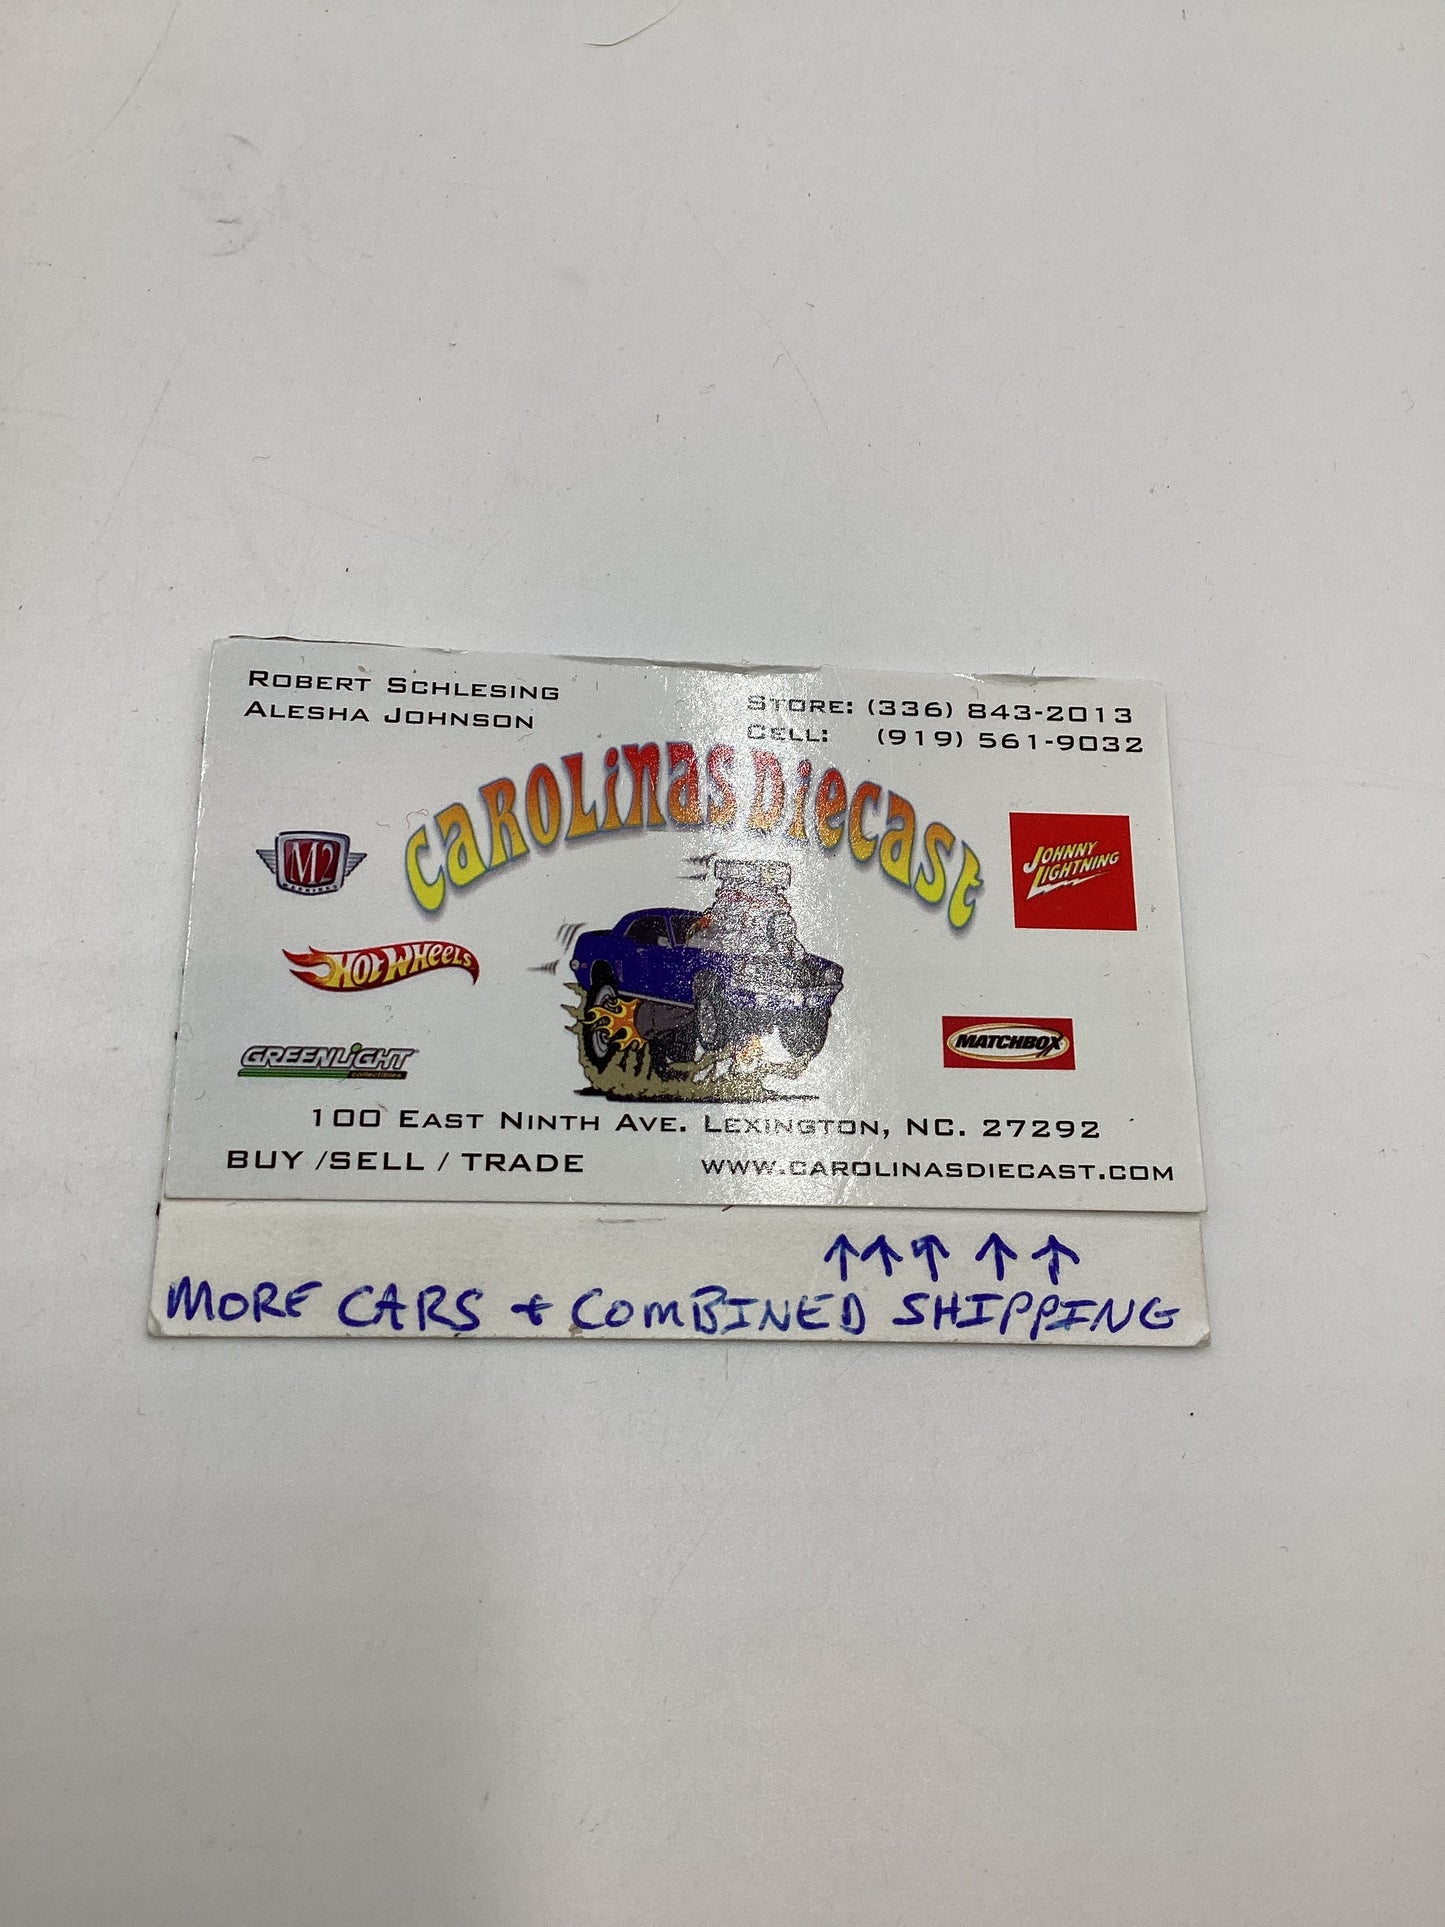 ROBERT SCHLESING
ALESHA JOHNSON
STORE: (336) 843-2013
CELL: (919) 561-9032
CAROLINAS DIECAST
M2
MACHINES
JOHNNY
LIGHTNING
HOT WHEELS
GREENLIGHT
collectibles
MATCHBOX
100 EAST NINTH AVE. LEXINGTON, NC. 27292
BUY /SELL / TRADE
WWW.CAROLINASDIECAST.COM
↑↑↑ ↑ ↑
MORE CARS + COMBINED SHIPPING